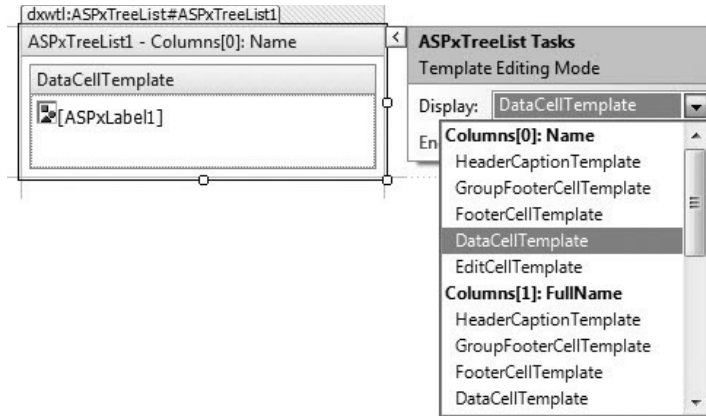 dxwtl:ASPxTreeList#ASPxTreeList1
ASPxTreeList1 - Columns[0]: Name
DataCellTemplate
[ASPxLabel1]
ASPxTreeList Tasks
Template Editing Mode
Display: DataCellTemplate
Columns[0]: Name
HeaderCaptionTemplate
GroupFooterCellTemplate
FooterCellTemplate
DataCellTemplate
EditCellTemplate
Columns[1]: FullName
HeaderCaptionTemplate
GroupFooterCellTemplate
FooterCellTemplate
DataCellTemplate